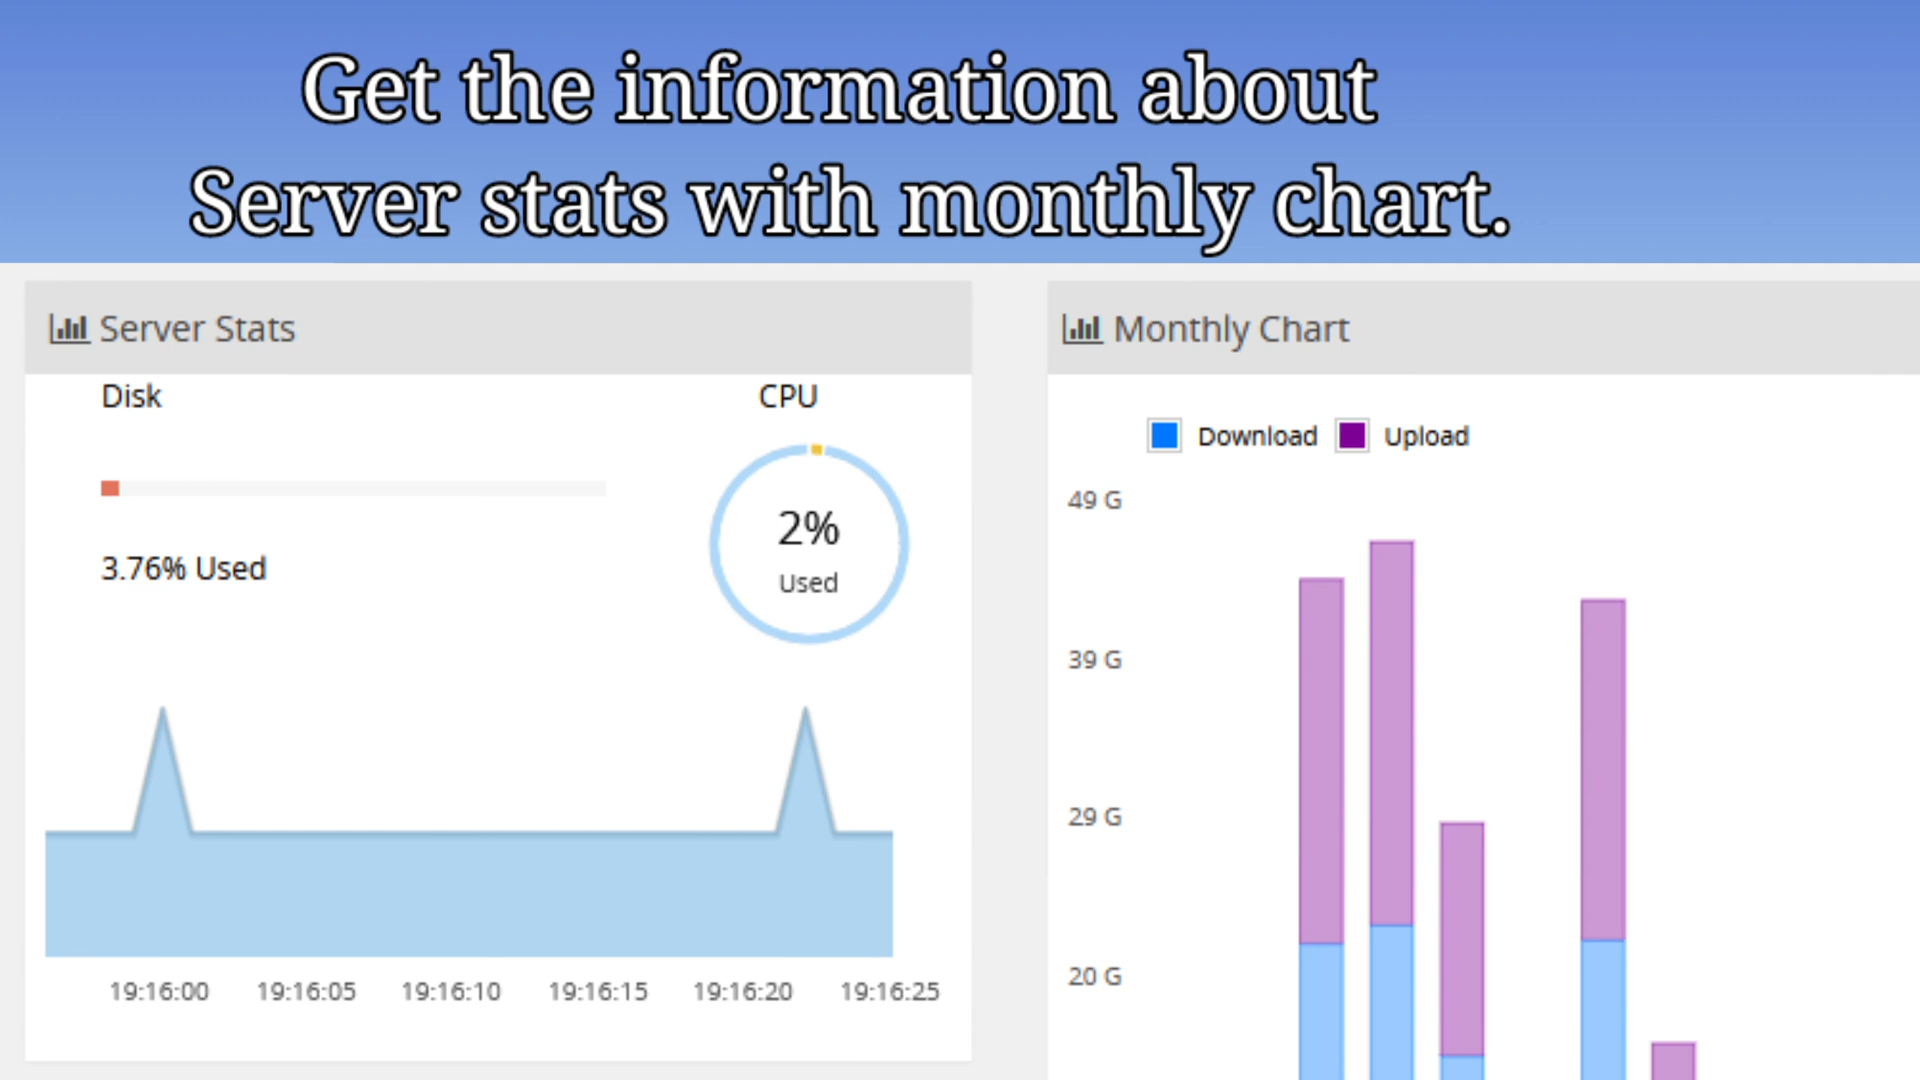 Get the information about
Server stats with monthly chart.
Server Stats
Disk
CPU
3.76% Used
2%
Used
19:16:00 19:16:05 19:16:10 19:16:15 19:16:20 19:16:25
Monthly Chart
Download Upload
49 G
39 G
29 G
20 G